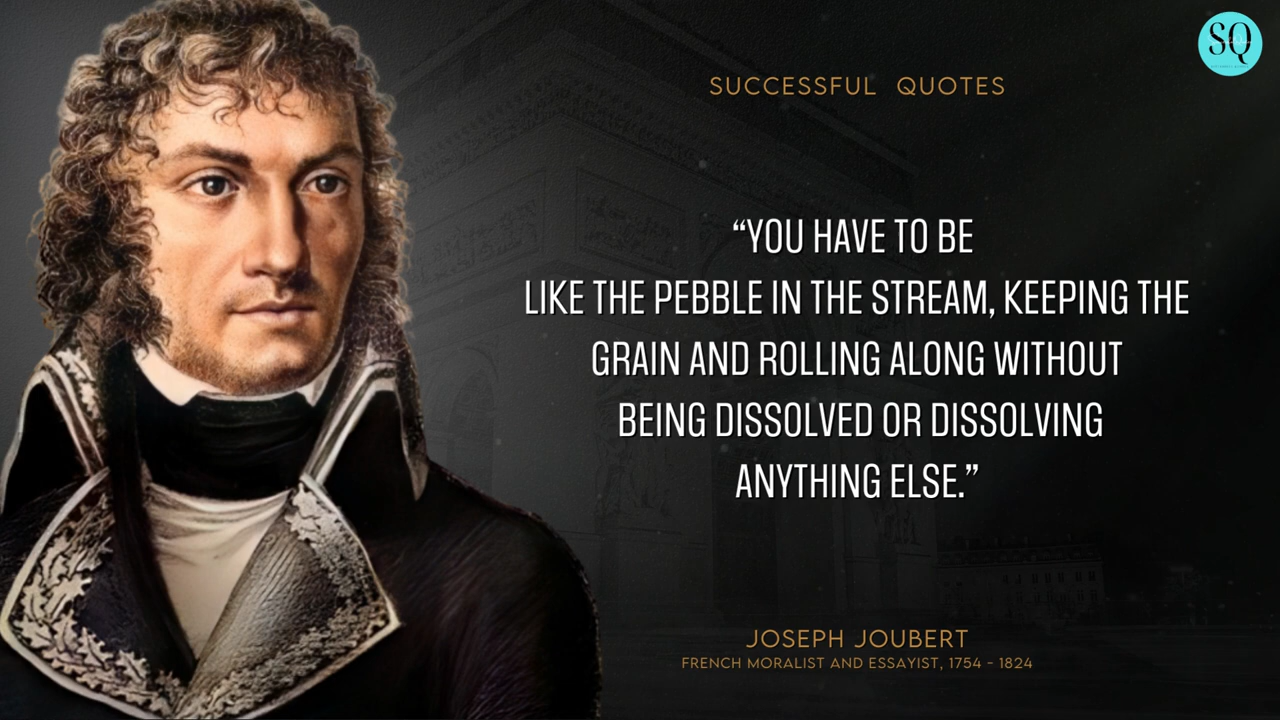 SQ
SUCCESSFUL QUOTES
“YOU HAVE TO BE
LIKE THE PEBBLE IN THE STREAM, KEEPING THE
GRAIN AND ROLLING ALONG WITHOUT
BEING DISSOLVED OR DISSOLVING
ANYTHING ELSE.”
JOSEPH JOUBERT
FRENCH MORALIST AND ESSAYIST, 1754 - 1824